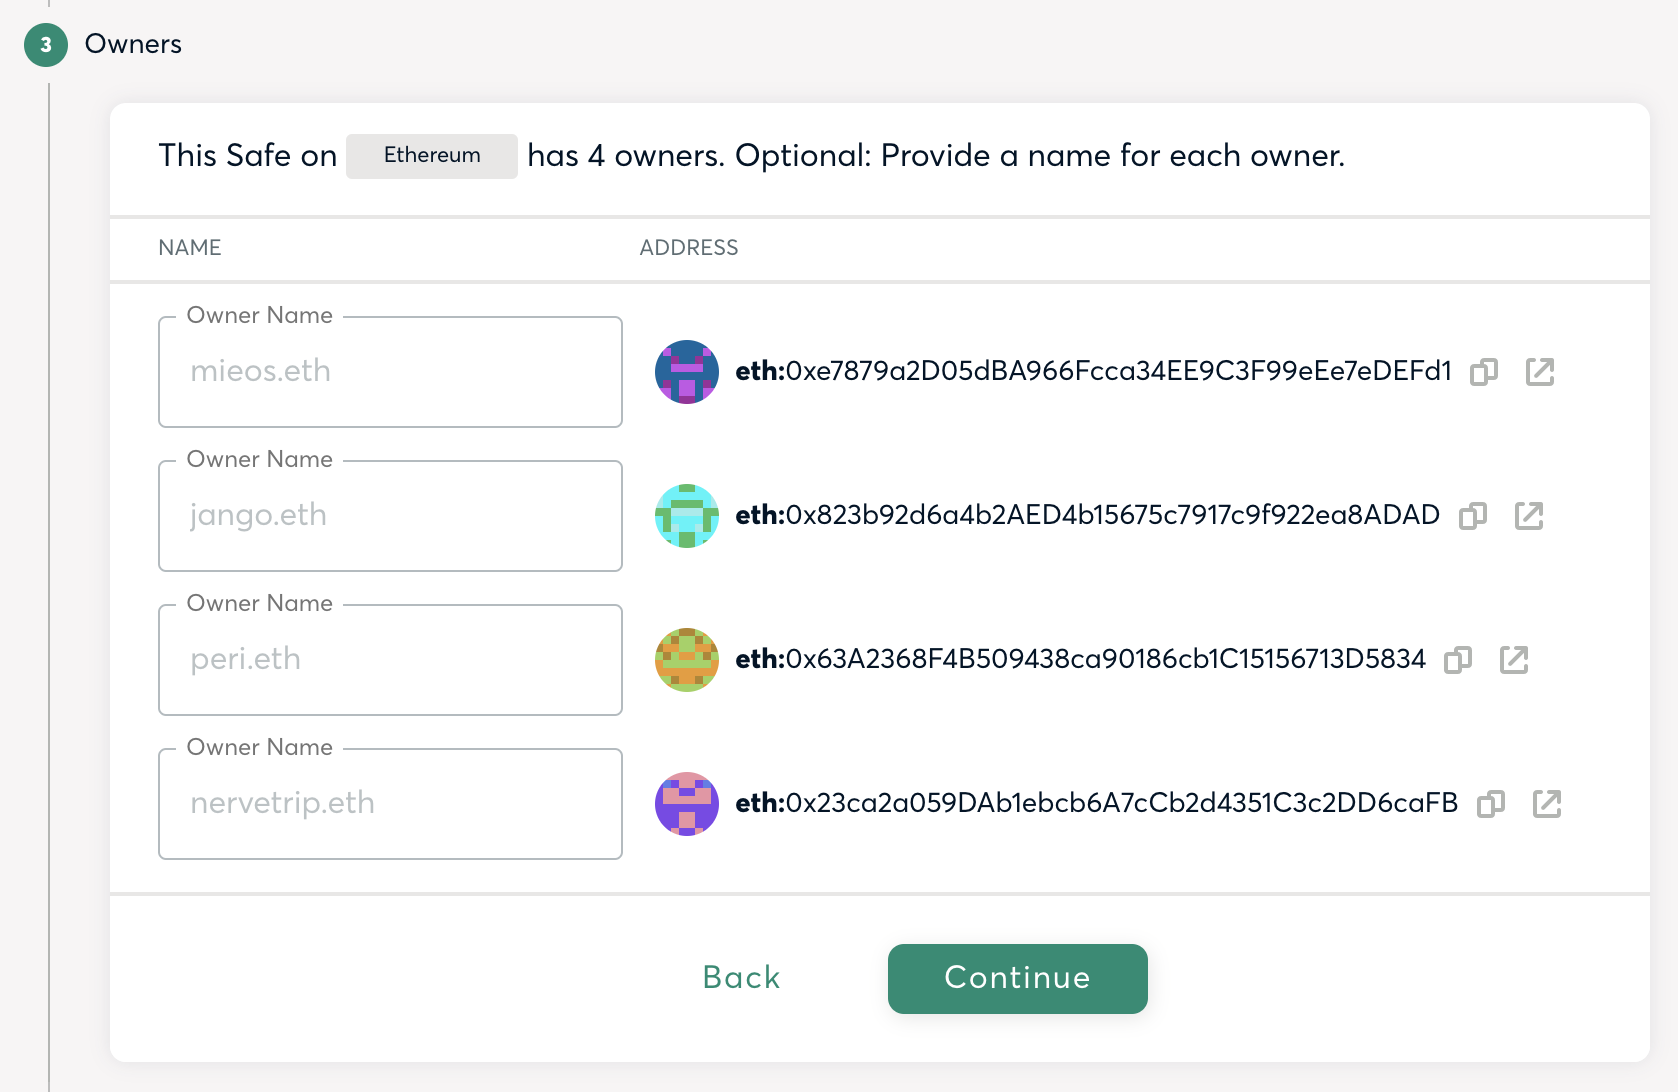 3 Owners
This Safe on Ethereum has 4 owners. Optional: Provide a name for each owner.
NAME ADDRESS
Owner Name
mieos.eth eth:0xe7879a2D05dBA966Fcca34EE9C3F99eEe7eDEFd1
Owner Name
jango.eth eth:0x823b92d6a4b2AED4b15675c7917c9f922ea8ADAD
Owner Name
peri.eth eth:0x63A2368F4B509438ca90186cb1C15156713D5834
Owner Name
nervetrip.eth eth:0x23ca2a059DAb1ebcb6A7cCb2d4351C3c2DD6caFB
Back Continue